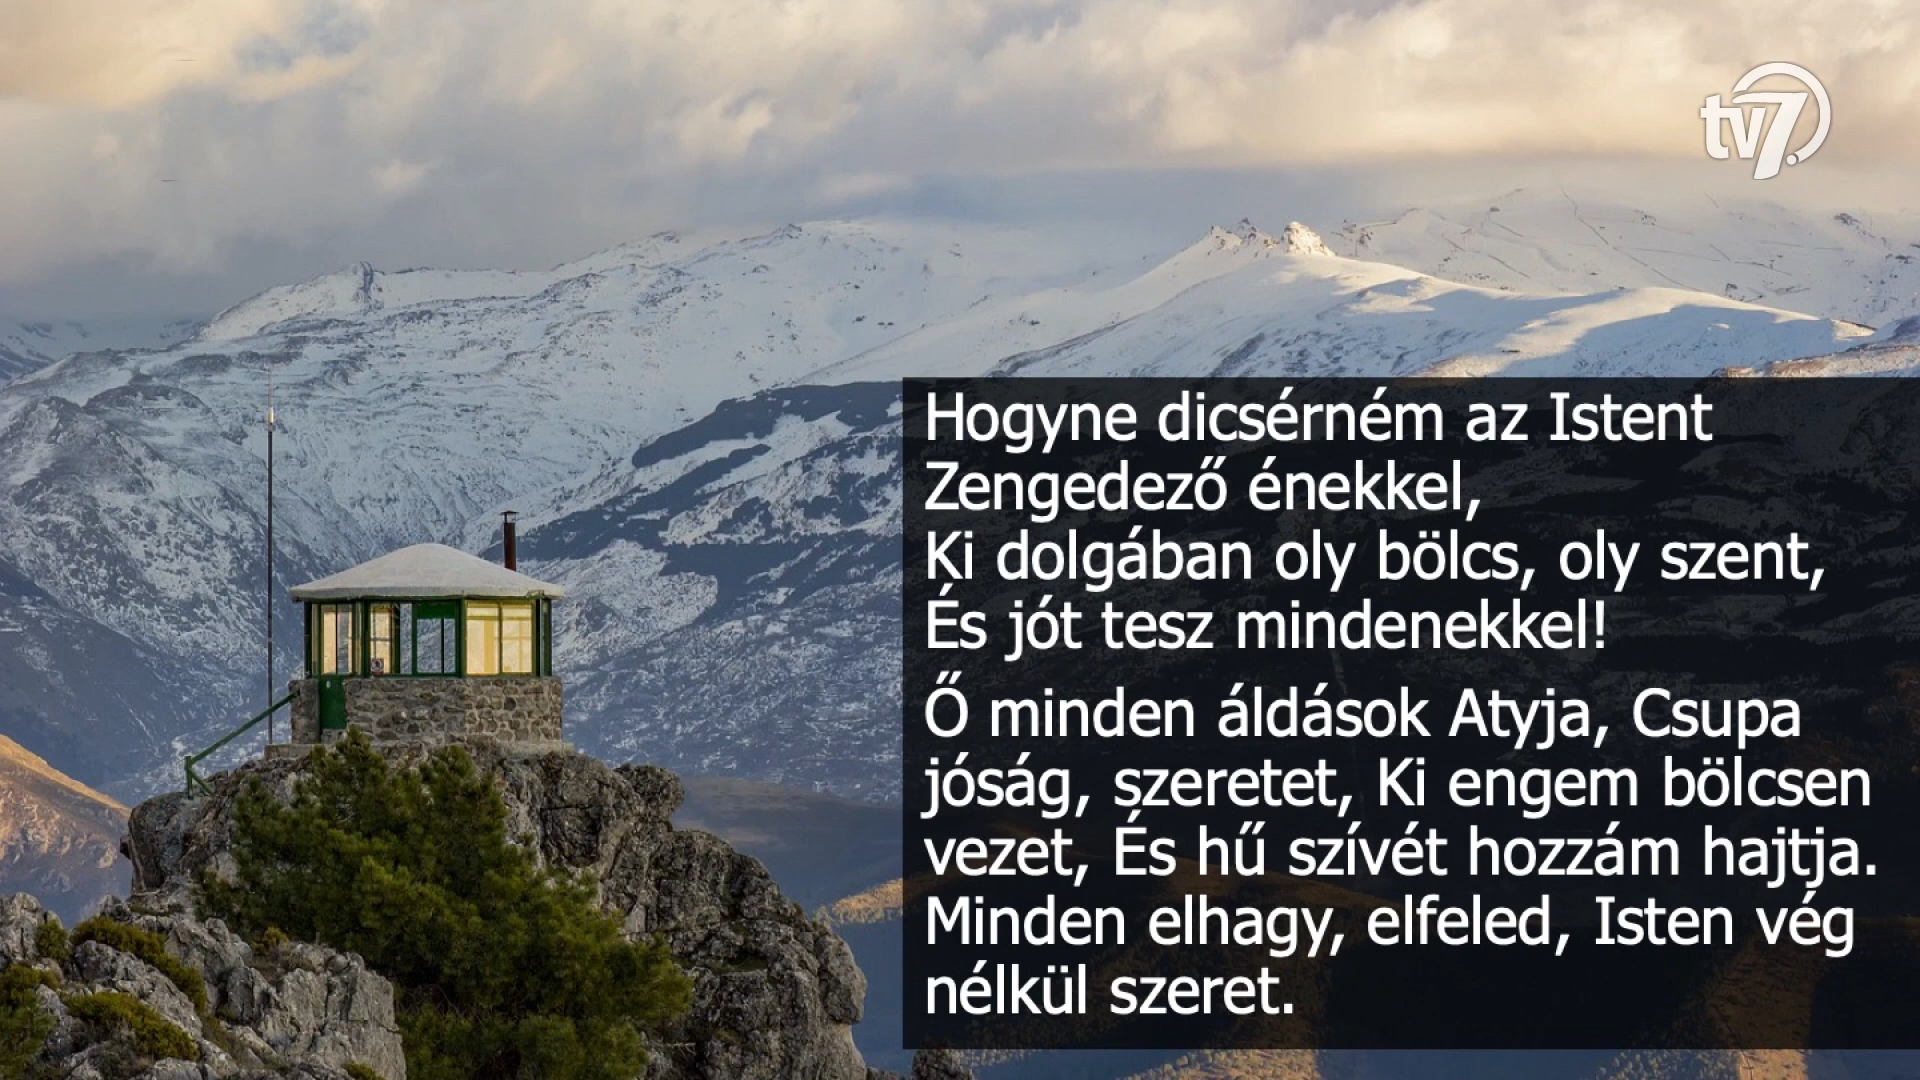 tv7
Hogyne dicsérném az Istent
Zengedező énekkel,
Ki dolgában oly bölcs, oly szent,
És jót tesz mindenekkel!
Ő minden áldások Atyja, Csupa
jóság, szeretet, Ki engem bölcsen
vezet, És hű szívét hozzám hajtja.
Minden elhagy, elfeled, Isten vég
nélkül szeret.